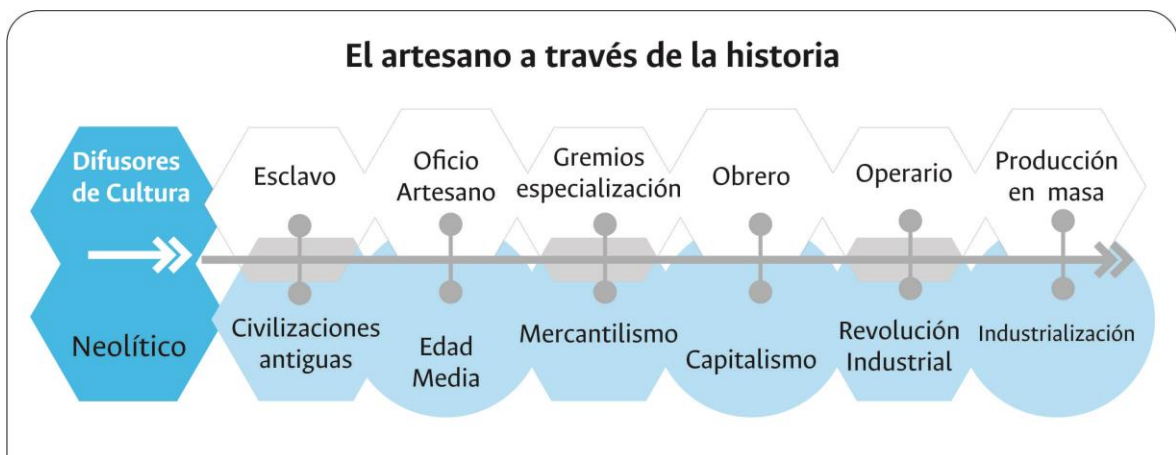 El artesano a través de la historia
Difusores
de Cultura
Esclavo
Oficio
Artesano
Gremios
especialización
Obrero
Operario
Producción
en masa
Neolítico
Civilizaciones
antiguas
Edad
Media
Mercantilismo
Capitalismo
Revolución
Industrial
Industrialización